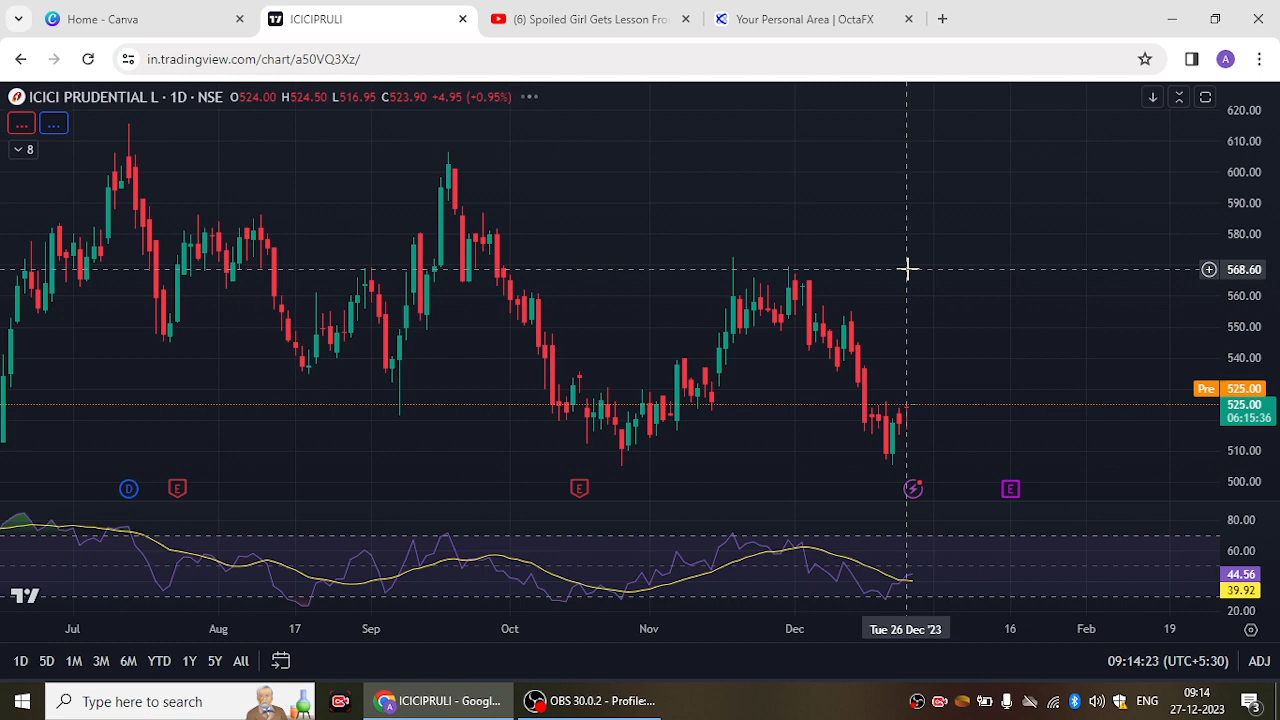 Home - Canva
ICICIPRULI
(6) Spoiled Girl Gets Lesson Fro
Your Personal Area | OctaFX
in.tradingview.com/chart/a50VQ3Xz/
A
ICICI PRUDENTIAL L · 1D · NSE O524.00 H524.50 L516.95 C523.90 +4.95 (+0.95%)
... ...
8
620.00
610.00
600.00
590.00
580.00
568.60
560.00
550.00
540.00
Pre 525.00
525.00
06:15:36
510.00
500.00
D E E E
80.00
60.00
44.56
39.92
20.00
Jul Aug 17 Sep Oct Nov Dec Tue 26 Dec '23 16 Feb 19
1D 5D 1M 3M 6M YTD 1Y 5Y All
09:14:23 (UTC+5:30) ADJ
Type here to search
ICICIPRULI - Googl...
OBS 30.0.2 - Profile...
ENG
09:14
27-12-2023
3